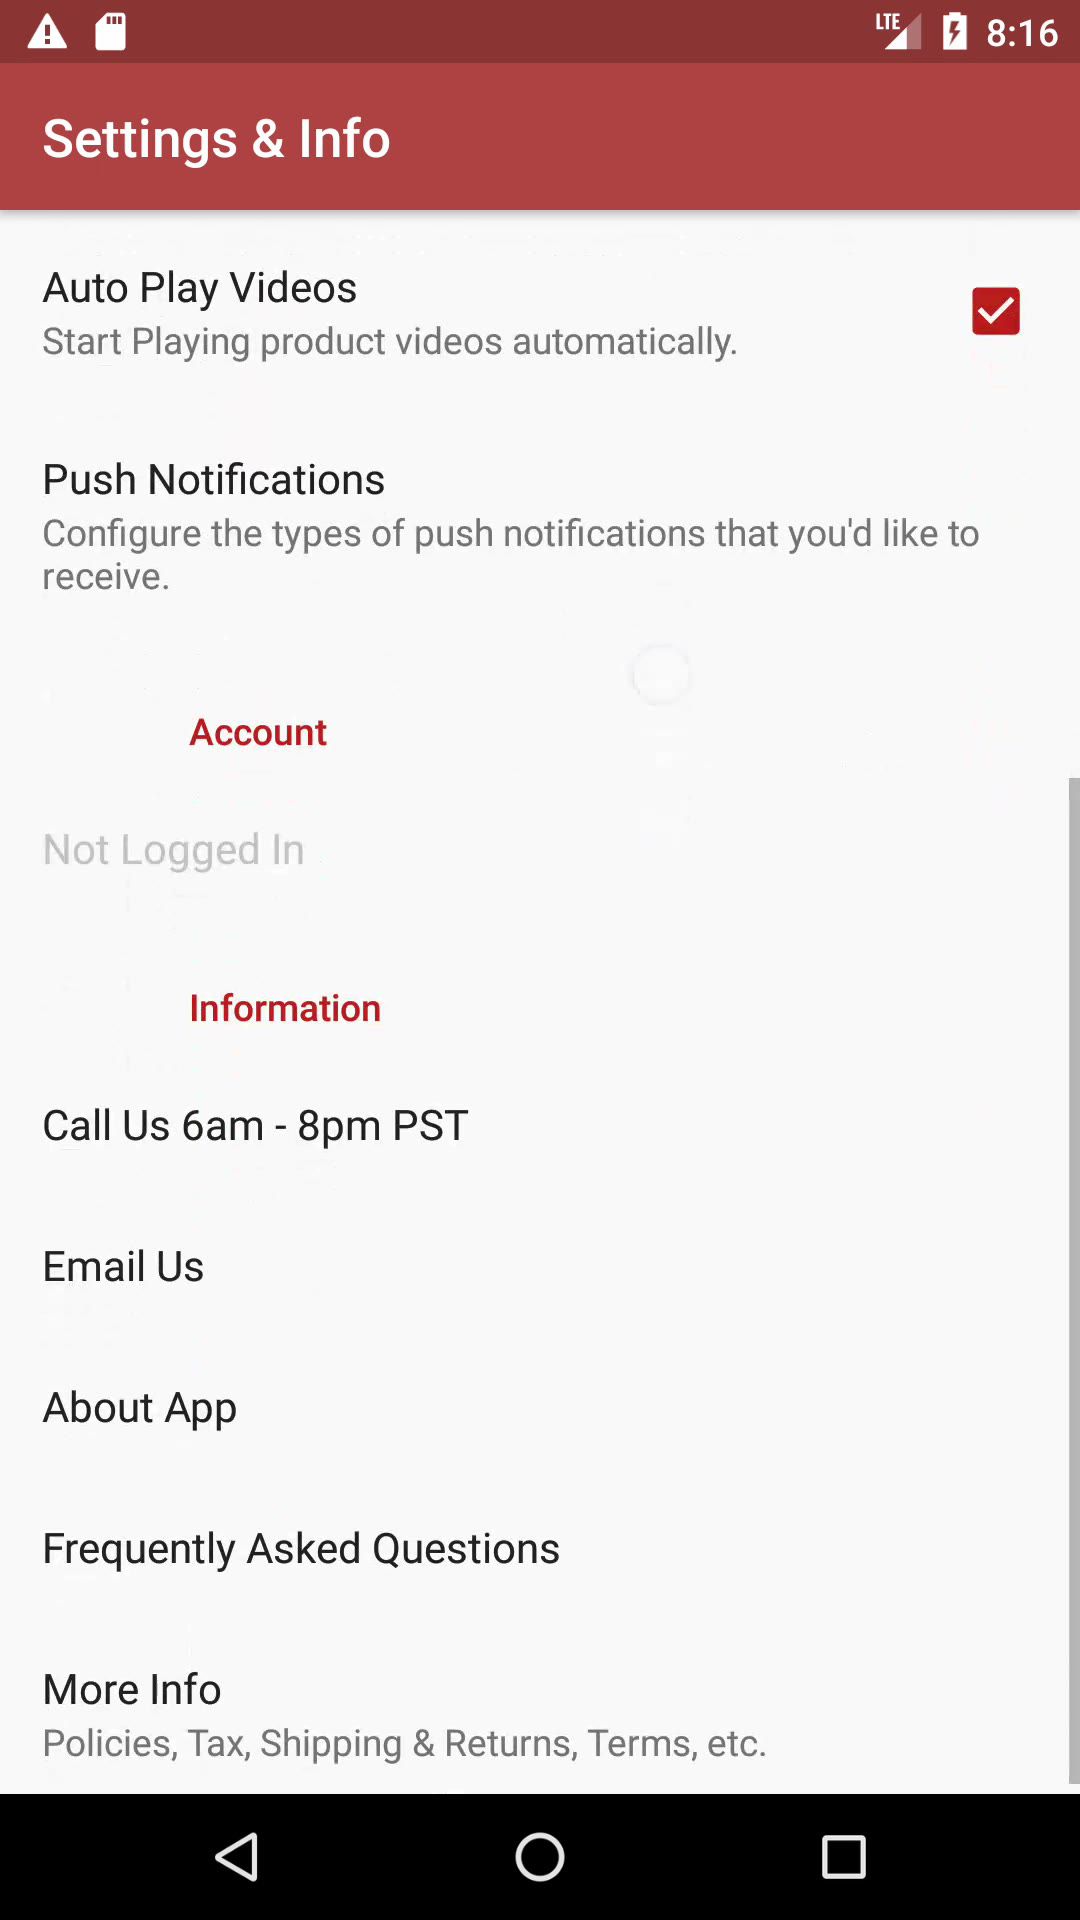 LTE 8:16
Settings & Info
Auto Play Videos
Start Playing product videos automatically.
Push Notifications
Configure the types of push notifications that you'd like to
receive.
Account
Not Logged In
Information
Call Us 6am - 8pm PST
Email Us
About App
Frequently Asked Questions
More Info
Policies, Tax, Shipping & Returns, Terms, etc.